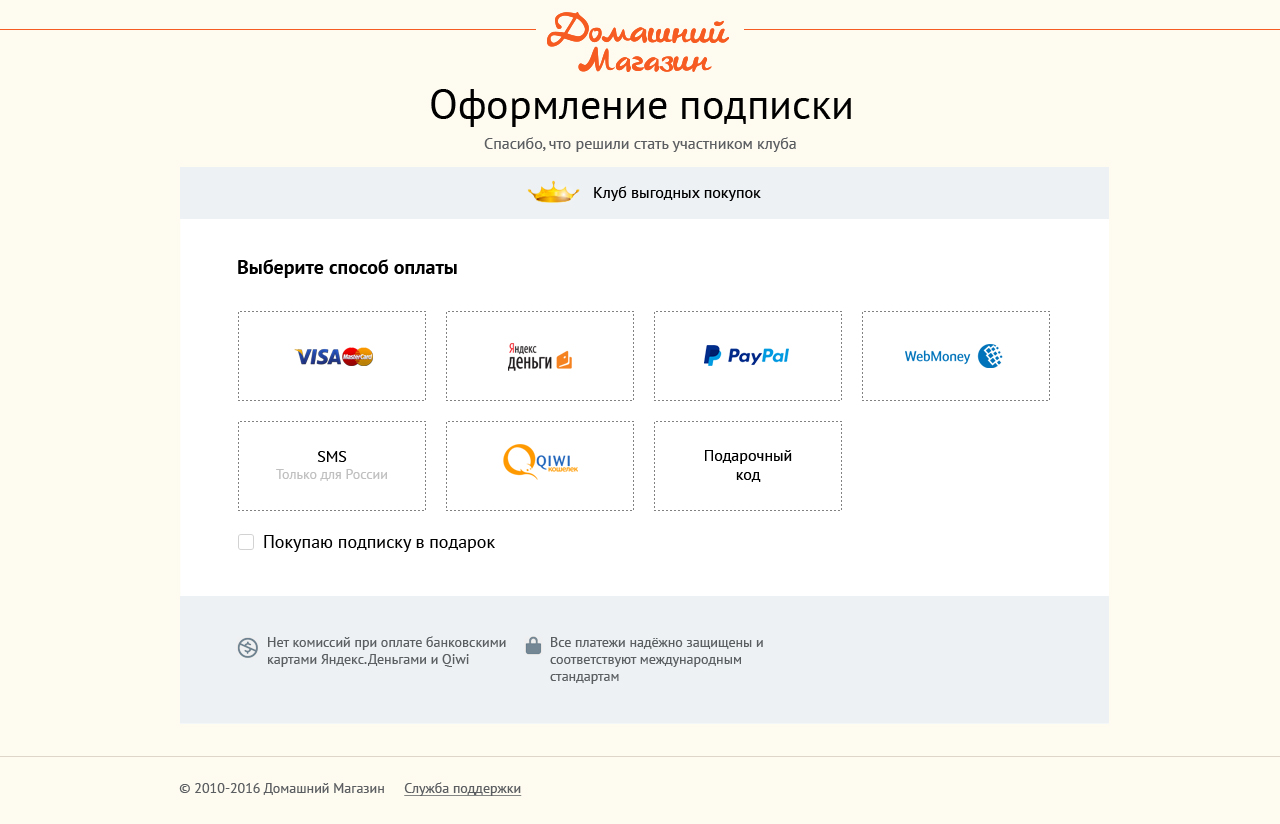 Домашний
Магазин
Оформление подписки
Спасибо, что решили стать участником клуба
Клуб выгодных покупок
Выберите способ оплаты
VISA MasterCard
Яндекс
деньги
PayPal
WebMoney
SMS
Только для России
QIWI
КОШЕЛЕК
Подарочный
код
Покупаю подписку в подарок
Нет комиссий при оплате банковскими
картами Яндекс.Деньгами и Qiwi
Все платежи надёжно защищены и
соответствуют международным
стандартам
© 2010-2016 Домашний Магазин
Служба поддержки